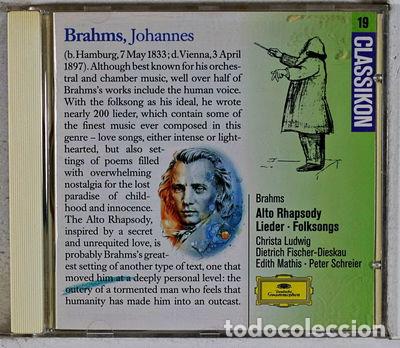 Brahms, Johannes
(b. Hamburg, 7 May 1833; d. Vienna, 3 April
1897). Although best known for his orches-
tral and chamber music, well over half of
Brahms's works include the human voice.
With the folksong as his ideal, he wrote
nearly 200 lieder, which contain some of
the finest music ever composed in this
genre – love songs, either intense or light-
hearted, but also set-
tings of poems filled
with overwhelming
nostalgia for the lost
paradise of child-
hood and innocence.
The Alto Rhapsody,
inspired by a secret
and unrequited love, is
probably Brahms's great-
est setting of another type of text, one that
moved him at a deeply personal level: the
outcry of a tormented man who feels that
humanity has made him into an outcast.
19
CLASSIKON
Brahms
Alto Rhapsody
Lieder · Folksongs
Christa Ludwig
Dietrich Fischer-Dieskau
Edith Mathis · Peter Schreier
Deutsche
Grammophon
todocoleccion